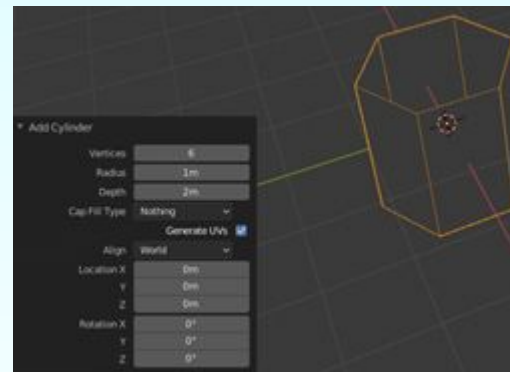 Add Cylinder
Vertices 6
Radius 1m
Depth 2m
Cap Fill Type Nothing
Generate UVs
Align World
Location X 0m
Y 0m
Z 0m
Rotation X 0°
Y 0°
Z 0°